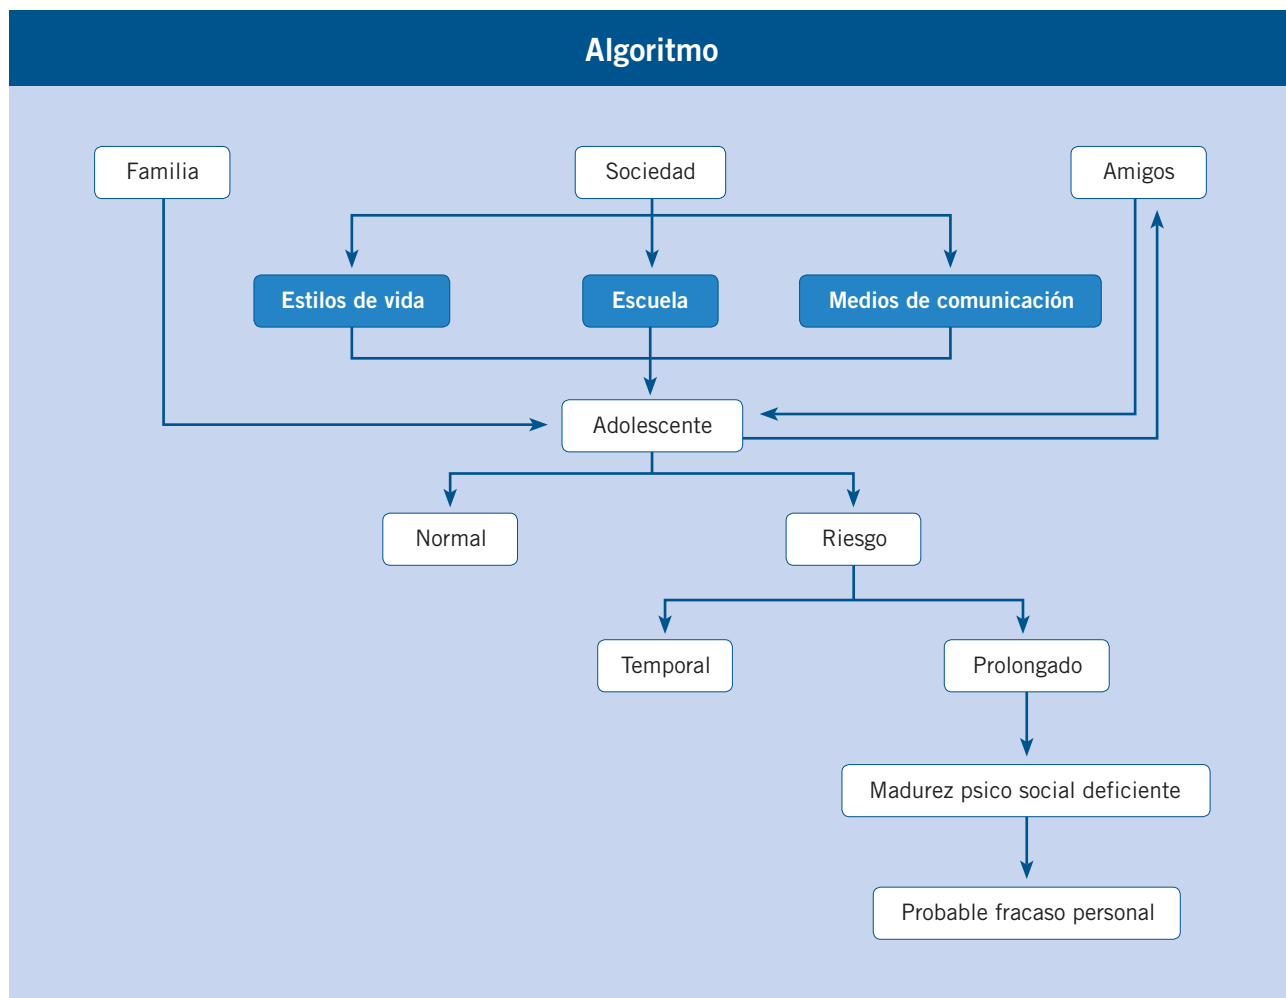 Algoritmo
Familia
Sociedad
Amigos
Estilos de vida
Escuela
Medios de comunicación
Adolescente
Normal
Riesgo
Temporal
Prolongado
Madurez psico social deficiente
Probable fracaso personal